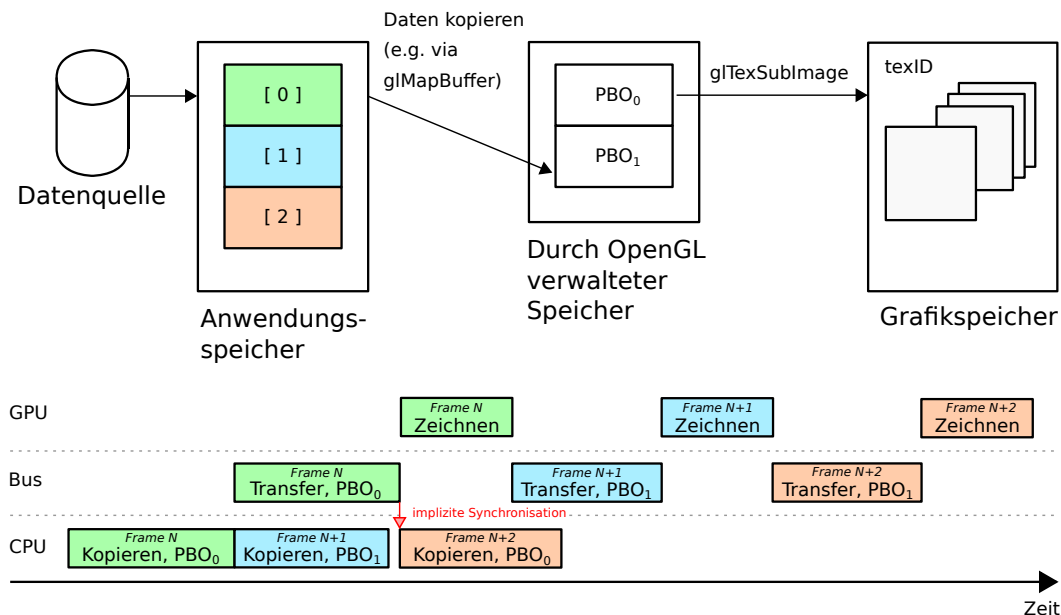 Datenquelle
[ 0 ]
[ 1 ]
[ 2 ]
Anwendungs-
speicher
Daten kopieren
(e.g. via
glMapBuffer)
PBO₀
PBO₁
Durch OpenGL
verwalteter
Speicher
glTexSubImage
texID
Grafikspeicher
GPU
Frame N
Zeichnen
Frame N+1
Zeichnen
Frame N+2
Zeichnen
Bus
Frame N
Transfer, PBO₀
Frame N+1
Transfer, PBO₁
Frame N+2
Transfer, PBO₁
implizite Synchronisation
CPU
Frame N
Kopieren, PBO₀
Frame N+1
Kopieren, PBO₁
Frame N+2
Kopieren, PBO₀
Zeit